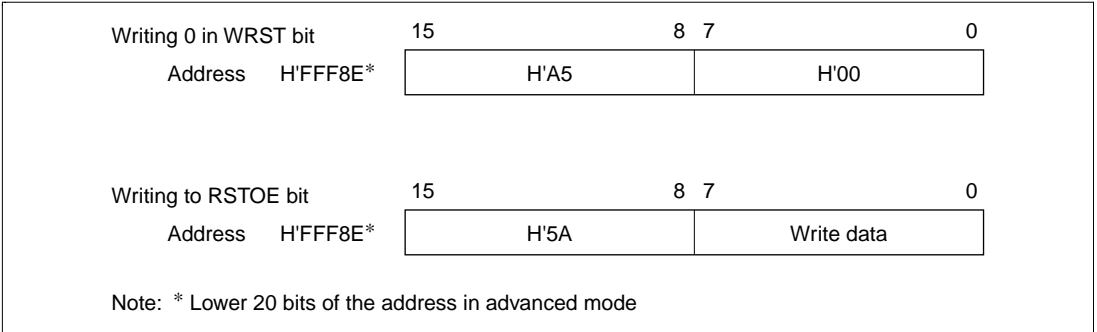 Writing 0 in WRST bit 15 8 7 0
Address H'FFF8E* H'A5 H'00
Writing to RSTOE bit 15 8 7 0
Address H'FFF8E* H'5A Write data
Note: * Lower 20 bits of the address in advanced mode